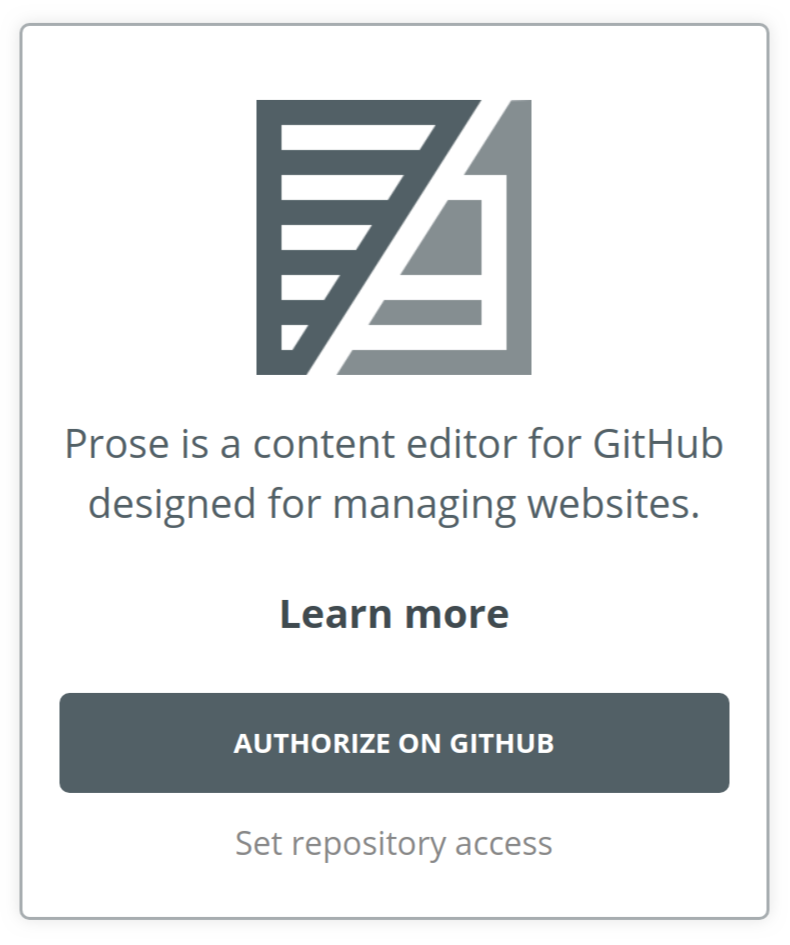 Prose is a content editor for GitHub
designed for managing websites.
Learn more
AUTHORIZE ON GITHUB
Set repository access